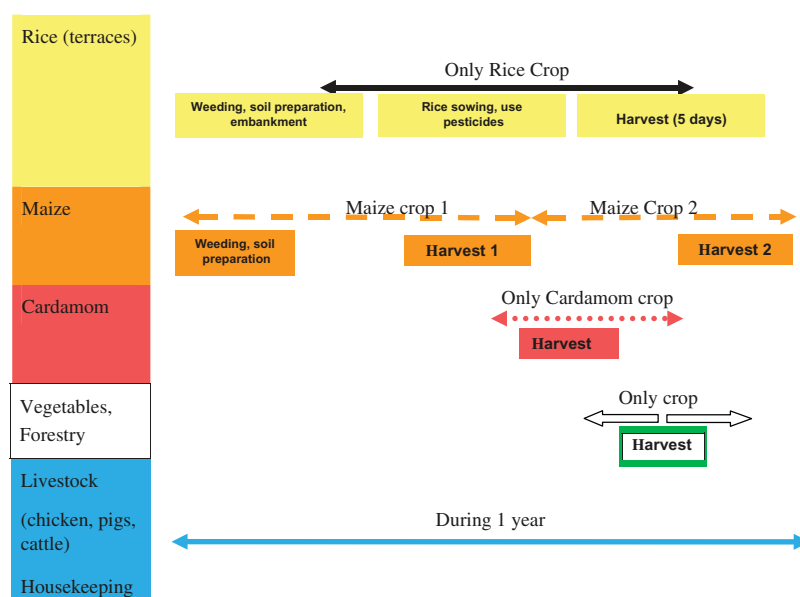 Rice (terraces)
Only Rice Crop
Weeding, soil preparation,
embankment
Rice sowing, use
pesticides
Harvest (5 days)
Maize
Maize crop 1
Maize Crop 2
Weeding, soil
preparation
Harvest 1
Harvest 2
Cardamom
Only Cardamom crop
Harvest
Vegetables,
Forestry
Only crop
Harvest
Livestock
(chicken, pigs,
cattle)
During 1 year
Housekeeping